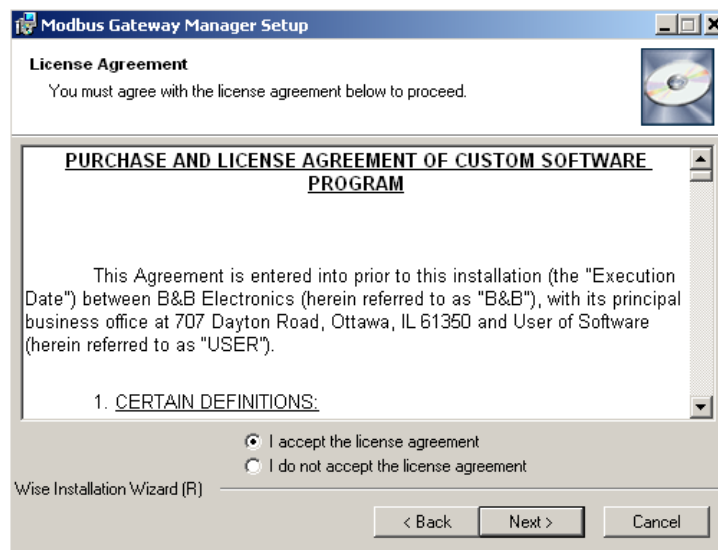 Modbus Gateway Manager Setup
License Agreement
You must agree with the license agreement below to proceed.
PURCHASE AND LICENSE AGREEMENT OF CUSTOM SOFTWARE
PROGRAM
This Agreement is entered into prior to this installation (the "Execution
Date") between B&B Electronics (herein referred to as "B&B"), with its principal
business office at 707 Dayton Road, Ottawa, IL 61350 and User of Software
(herein referred to as "USER").
1. CERTAIN DEFINITIONS:
I accept the license agreement
I do not accept the license agreement
Wise Installation Wizard (R)
< Back
Next >
Cancel